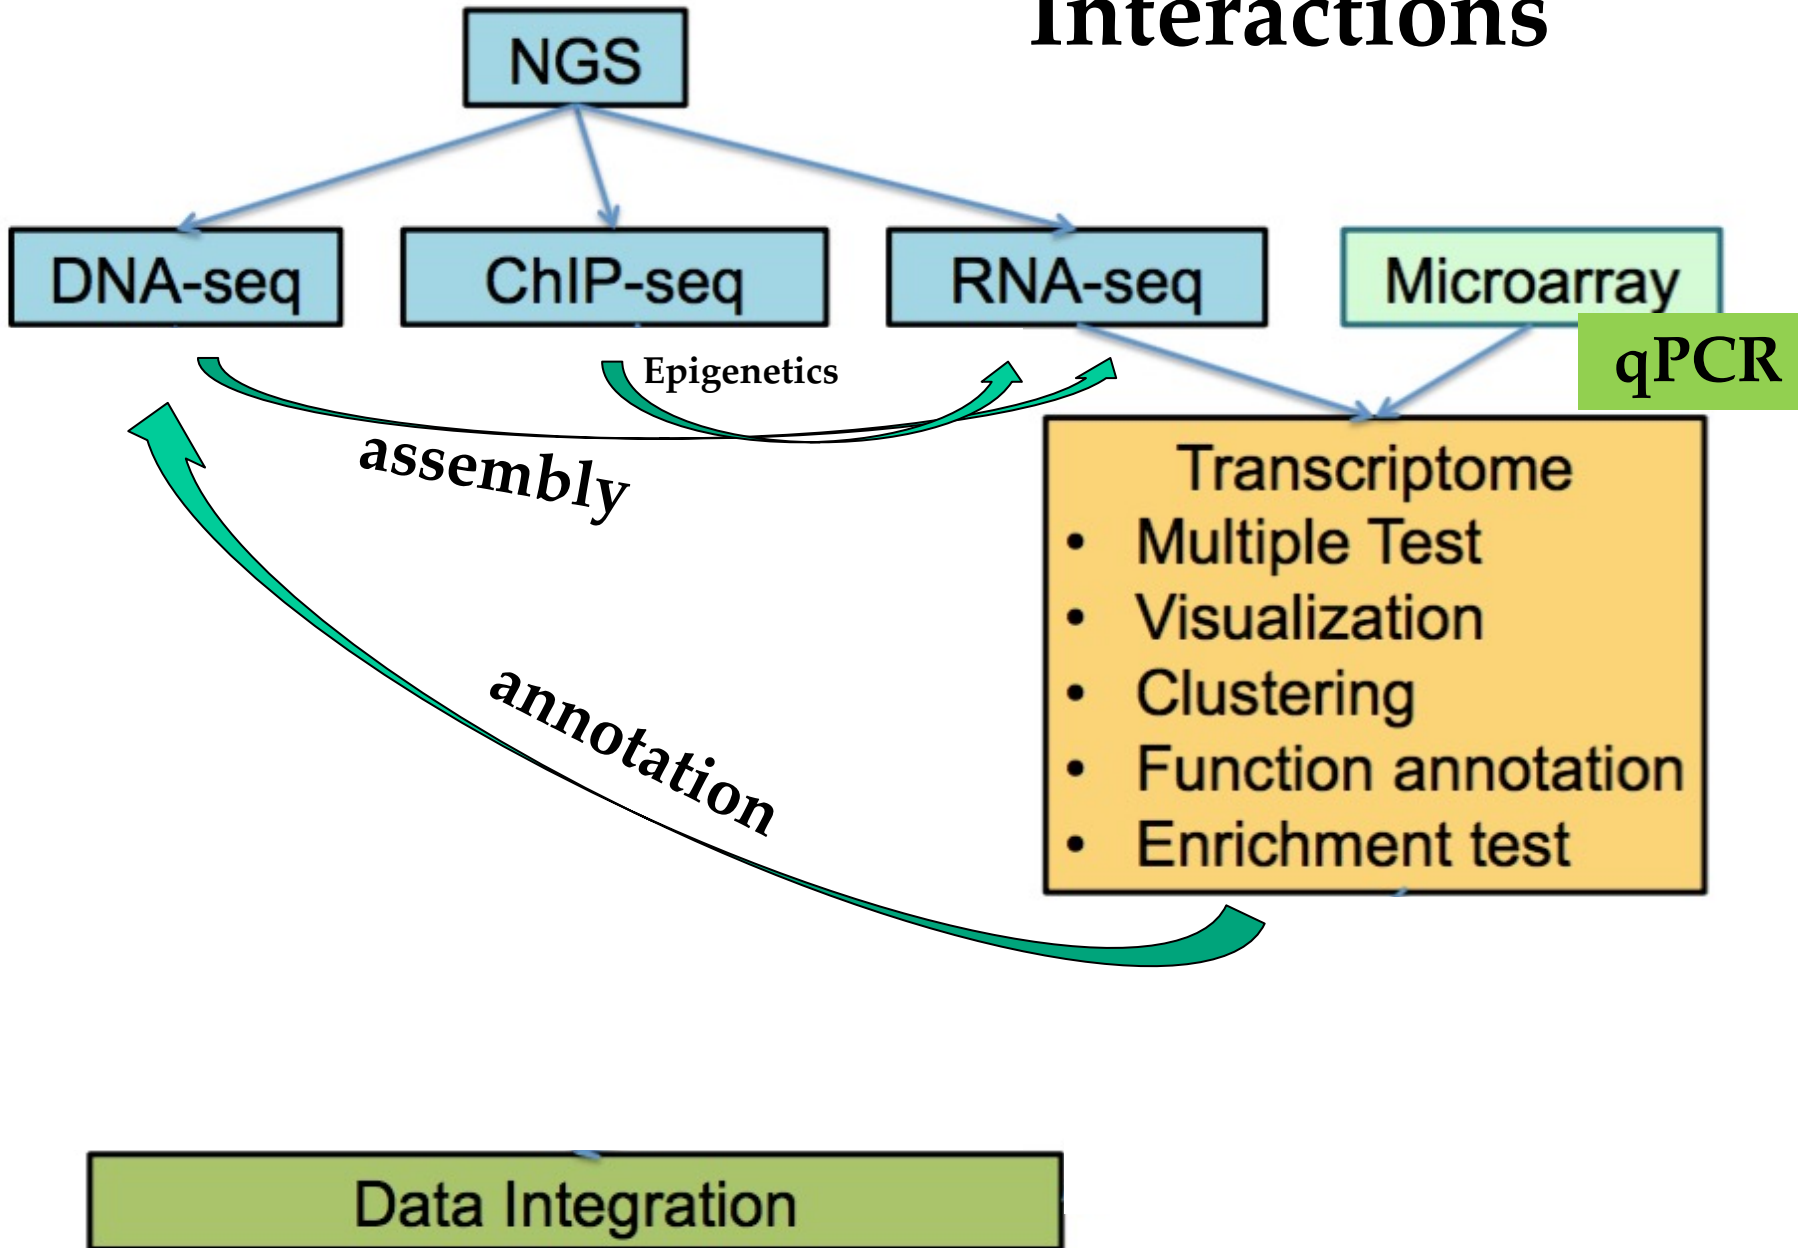 Interactions
NGS
DNA-seq
ChIP-seq
RNA-seq
Microarray
qPCR
Epigenetics
assembly
annotation
Transcriptome
• Multiple Test
• Visualization
• Clustering
• Function annotation
• Enrichment test
Data Integration